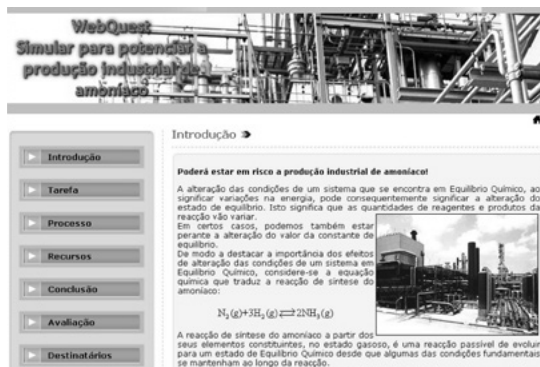 WebQuest
Simular para potenciar a
produção industrial de
amoníaco
Introdução
Introdução
Tarefa
Processo
Recursos
Conclusão
Avaliação
Destinatários
Poderá estar em risco a produção industrial de amoníaco!
A alteração das condições de um sistema que se encontra em Equilíbrio Químico, ao
significar variações na energia, pode consequentemente significar a alteração do
estado de equilíbrio. Isto significa que as quantidades de reagentes e produtos da
reacção vão variar.
Em certos casos, podemos também estar
perante a alteração do valor da constante de
equilíbrio.
De modo a destacar a importância dos efeitos
de alteração das condições de um sistema em
Equilíbrio Químico, considere-se a equação
química que traduz a reacção de síntese do
amoníaco:
N₂(g)+3H₂(g)⇌2NH₃(g)
A reacção de síntese do amoníaco a partir dos
seus elementos constituintes, no estado gasoso, é uma reacção passível de evoluir
para um estado de Equilíbrio Químico desde que algumas das condições fundamentais
se mantenham ao longo da reacção.